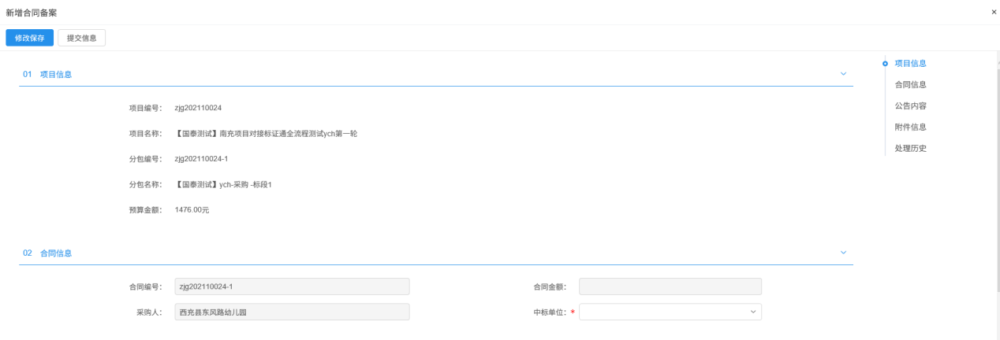 新增合同备案 ×
修改保存 提交信息
01 项目信息
项目编号： zjg202110024
项目名称： 【国泰测试】南充项目对接标证通全流程测试ych第一轮
分包编号： zjg202110024-1
分包名称： 【国泰测试】ych-采购 -标段1
预算金额： 1476.00元
02 合同信息
合同编号： zjg202110024-1 合同金额：
采购人： 西充县东风路幼儿园 中标单位：*
项目信息
合同信息
公告内容
附件信息
处理历史